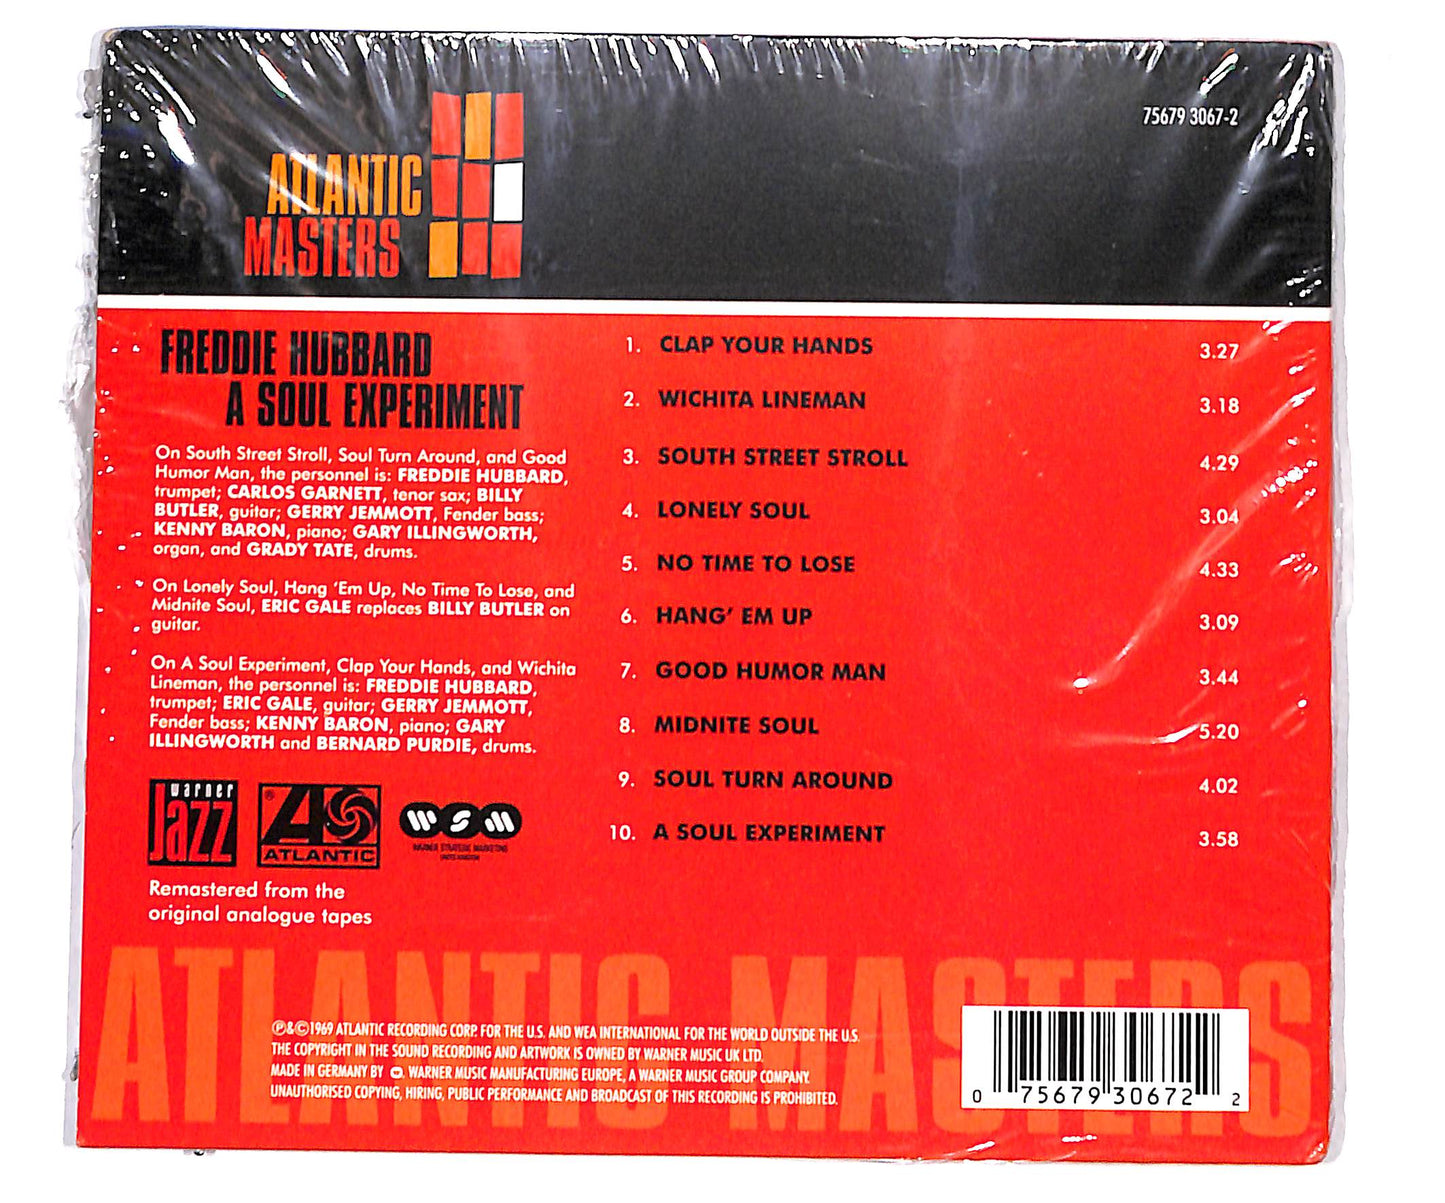 75679 3067-2
ATLANTIC
MASTERS
FREDDIE HUBBARD
A SOUL EXPERIMENT
On South Street Stroll, Soul Turn Around, and Good
Humor Man, the personnel is: FREDDIE HUBBARD,
trumpet; CARLOS GARNETT, tenor sax; BILLY
BUTLER, guitar; GERRY JEMMOTT, Fender bass;
KENNY BARON, piano; GARY ILLINGWORTH,
organ, and GRADY TATE, drums.
On Lonely Soul, Hang 'Em Up, No Time To Lose, and
Midnite Soul, ERIC GALE replaces BILLY BUTLER on
guitar.
On A Soul Experiment, Clap Your Hands, and Wichita
Lineman, the personnel is: FREDDIE HUBBARD,
trumpet; ERIC GALE, guitar; GERRY JEMMOTT,
Fender bass; KENNY BARON, piano; GARY
ILLINGWORTH and BERNARD PURDIE, drums.
warner
Jazz
® A
ATLANTIC
W S M
WARNER STRATEGIC MARKETING
UNITED KINGDOM
Remastered from the
original analogue tapes
1. CLAP YOUR HANDS 3.27
2. WICHITA LINEMAN 3.18
3. SOUTH STREET STROLL 4.29
4. LONELY SOUL 3.04
5. NO TIME TO LOSE 4.33
6. HANG' EM UP 3.09
7. GOOD HUMOR MAN 3.44
8. MIDNITE SOUL 5.20
9. SOUL TURN AROUND 4.02
10. A SOUL EXPERIMENT 3.58
ATLANTIC MASTERS
℗&©1969 ATLANTIC RECORDING CORP. FOR THE U.S. AND WEA INTERNATIONAL FOR THE WORLD OUTSIDE THE U.S.
THE COPYRIGHT IN THE SOUND RECORDING AND ARTWORK IS OWNED BY WARNER MUSIC UK LTD.
MADE IN GERMANY BY WARNER MUSIC MANUFACTURING EUROPE, A WARNER MUSIC GROUP COMPANY.
UNAUTHORISED COPYING, HIRING, PUBLIC PERFORMANCE AND BROADCAST OF THIS RECORDING IS PROHIBITED.
0 75679 30672 2